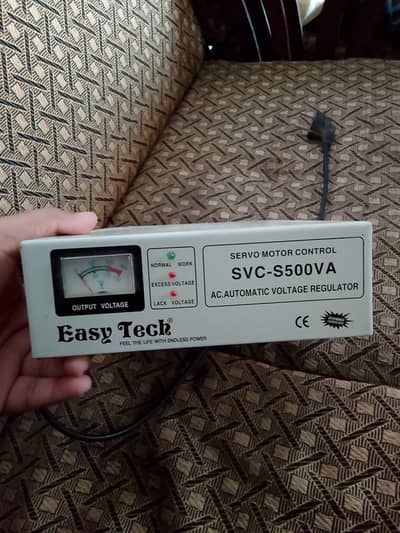 V
OUTPUT VOLTAGE
NORMAL WORK
EXCESS VOLTAGE
LACK VOLTAGE
SERVO MOTOR CONTROL
SVC-S500VA
AC.AUTOMATIC VOLTAGE REGULATOR
Easy Tech®
FEEL THE LIFE WITH ENDLESS POWER
CE